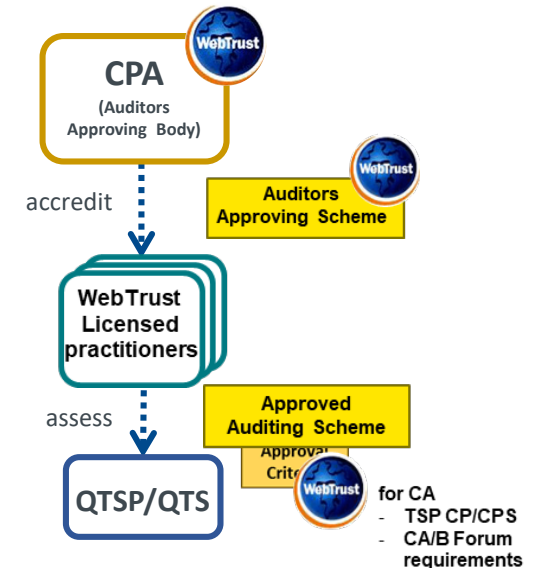 WebTrust
CPA
(Auditors
Approving Body)
accredit
WebTrust
Auditors
Approving Scheme
WebTrust
Licensed
practitioners
assess
Approved
Auditing Scheme
Approval
QTSP/QTS
WebTrust
for CA
- TSP CP/CPS
- CA/B Forum
requirements